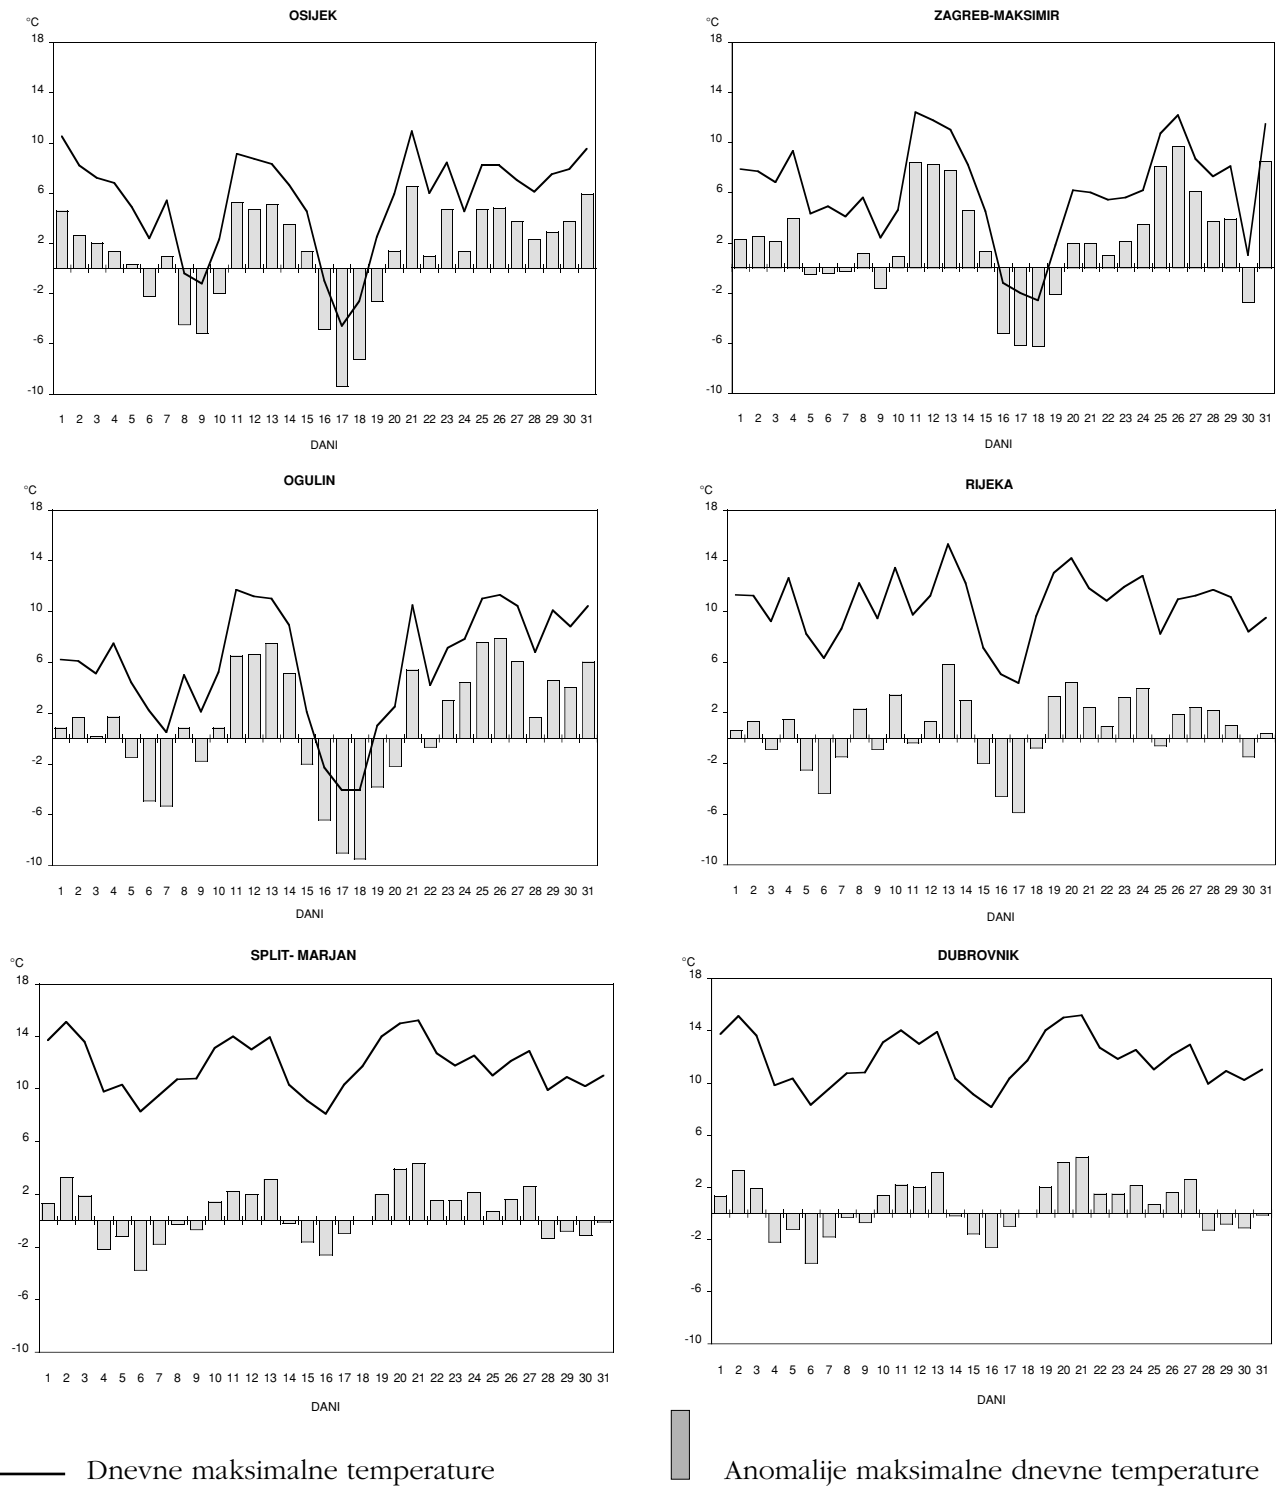 OSIJEK
°C
18
14
10
6
2
-2
-6
-10
1 2 3 4 5 6 7 8 9 10 11 12 13 14 15 16 17 18 19 20 21 22 23 24 25 26 27 28 29 30 31
DANI
ZAGREB-MAKSIMIR
°C
18
14
10
6
2
-2
-6
-10
1 2 3 4 5 6 7 8 9 10 11 12 13 14 15 16 17 18 19 20 21 22 23 24 25 26 27 28 29 30 31
DANI
OGULIN
°C
18
14
10
6
2
-2
-6
-10
1 2 3 4 5 6 7 8 9 10 11 12 13 14 15 16 17 18 19 20 21 22 23 24 25 26 27 28 29 30 31
DANI
RIJEKA
°C
18
14
10
6
2
-2
-6
-10
1 2 3 4 5 6 7 8 9 10 11 12 13 14 15 16 17 18 19 20 21 22 23 24 25 26 27 28 29 30 31
DANI
SPLIT- MARJAN
°C
18
14
10
6
2
-2
-6
-10
1 2 3 4 5 6 7 8 9 10 11 12 13 14 15 16 17 18 19 20 21 22 23 24 25 26 27 28 29 30 31
DANI
DUBROVNIK
°C
18
14
10
6
2
-2
-6
-10
1 2 3 4 5 6 7 8 9 10 11 12 13 14 15 16 17 18 19 20 21 22 23 24 25 26 27 28 29 30 31
DANI
Dnevne maksimalne temperature
Anomalije maksimalne dnevne temperature